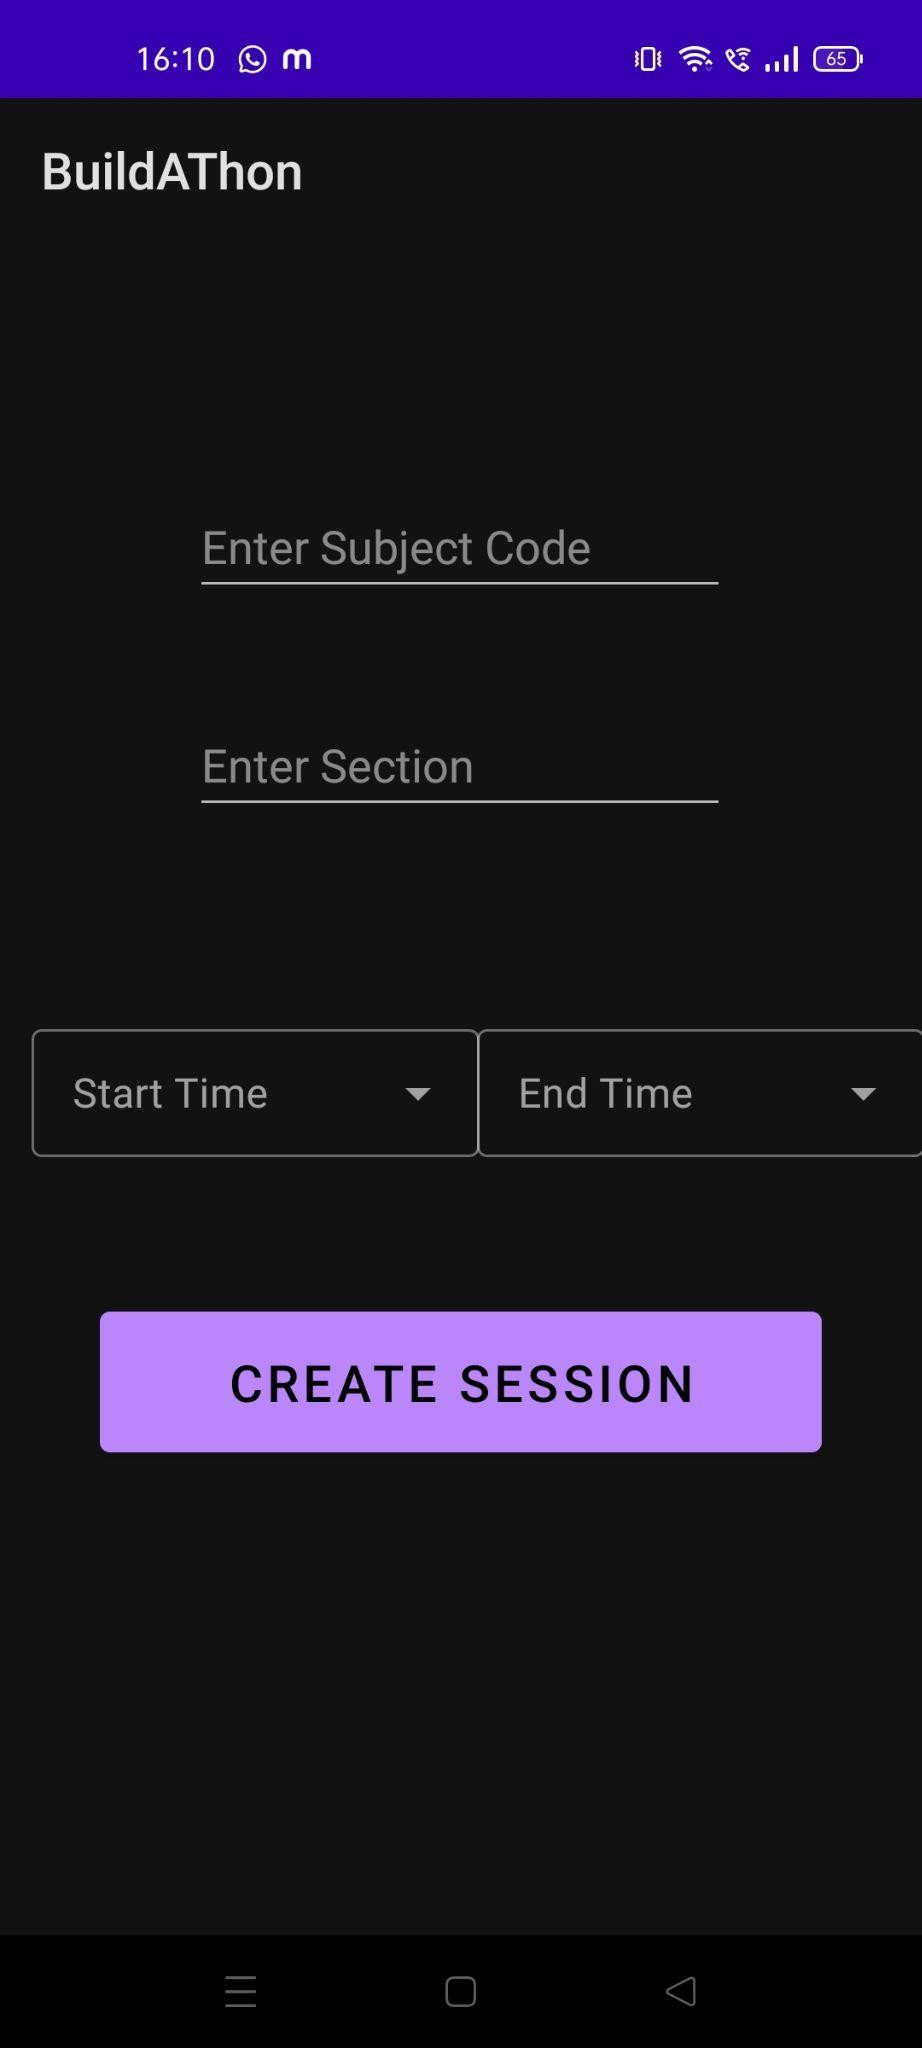 16:10 m 65
BuildAThon
Enter Subject Code
Enter Section
Start Time End Time
CREATE SESSION